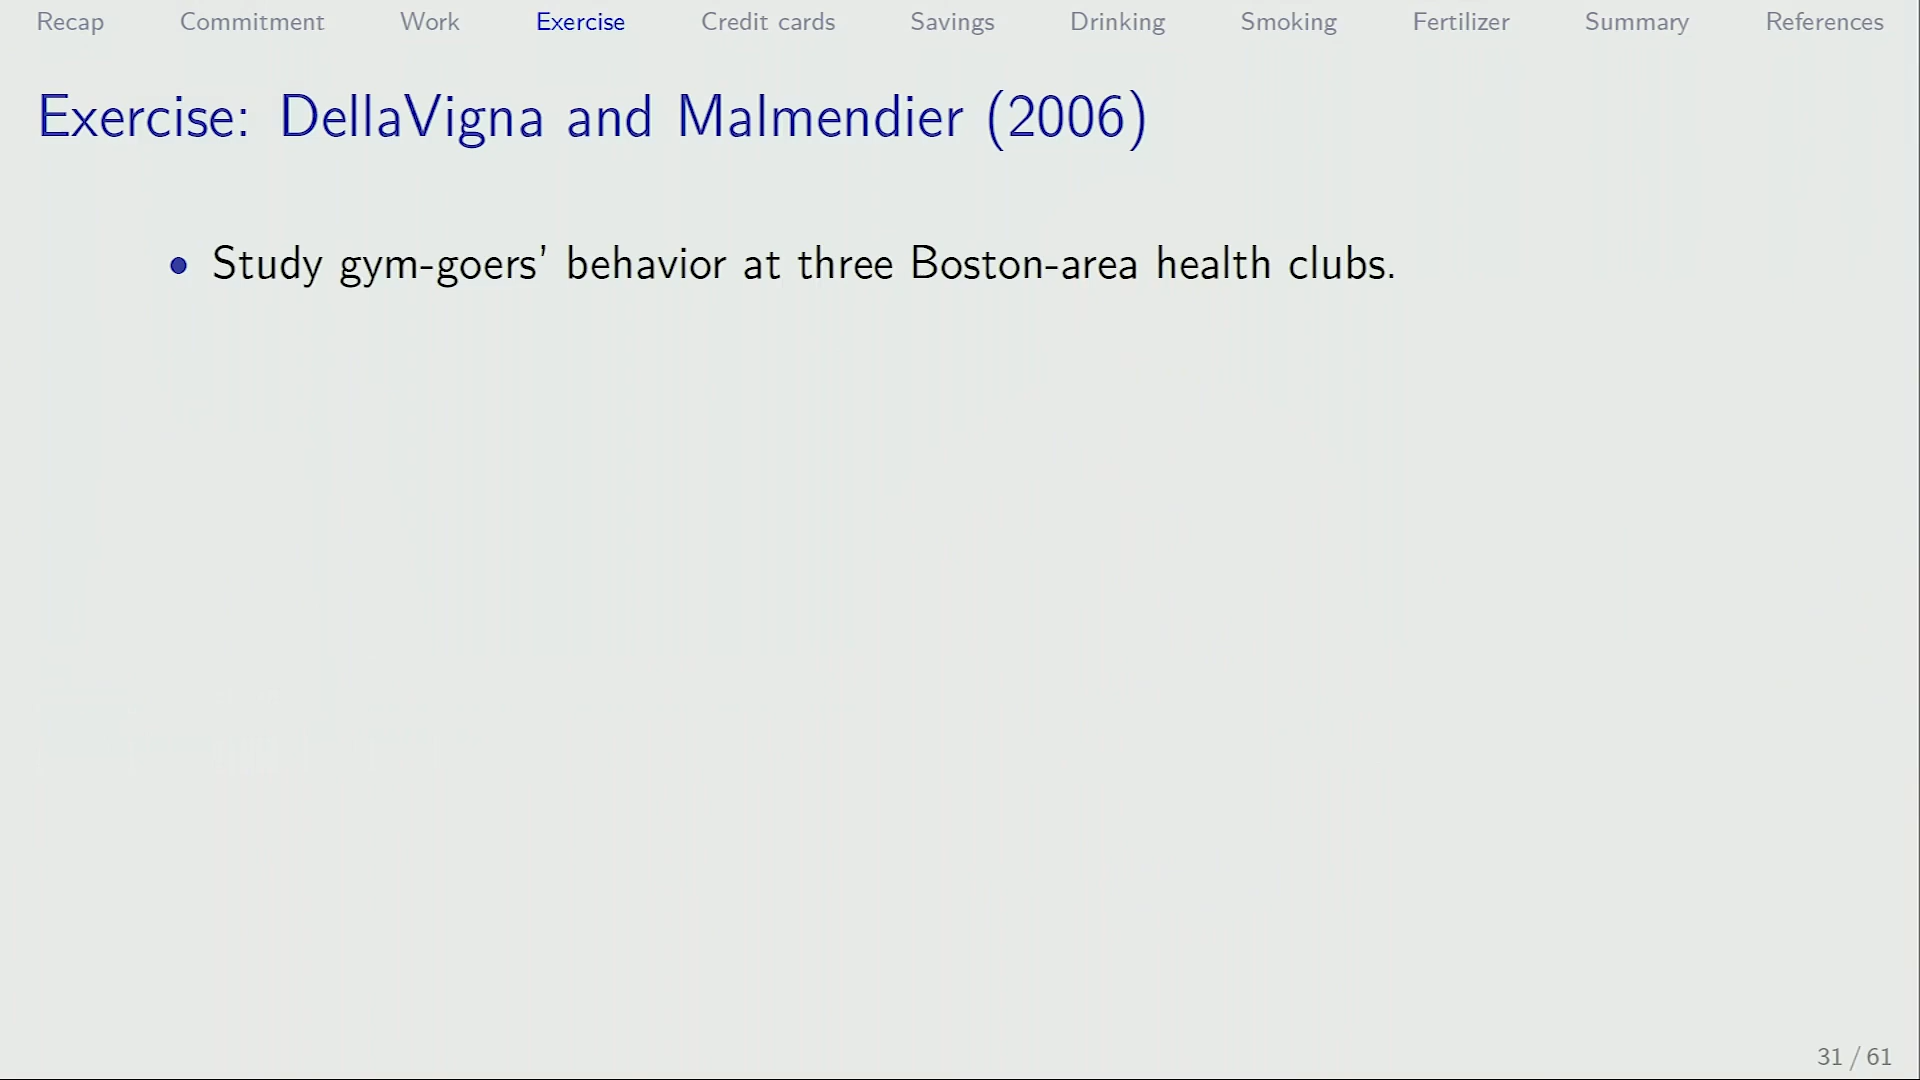 Recap Commitment Work Exercise Credit cards Savings Drinking Smoking Fertilizer Summary References
Exercise: DellaVigna and Malmendier (2006)
• Study gym-goers’ behavior at three Boston-area health clubs.
31 / 61